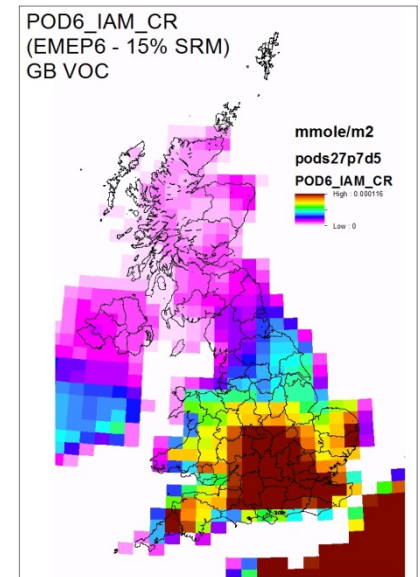 POD6_IAM_CR
(EMEP6 - 15% SRM)
GB VOC
mmole/m2
pods27p7d5
POD6_IAM_CR
High : 0.000116
Low : 0